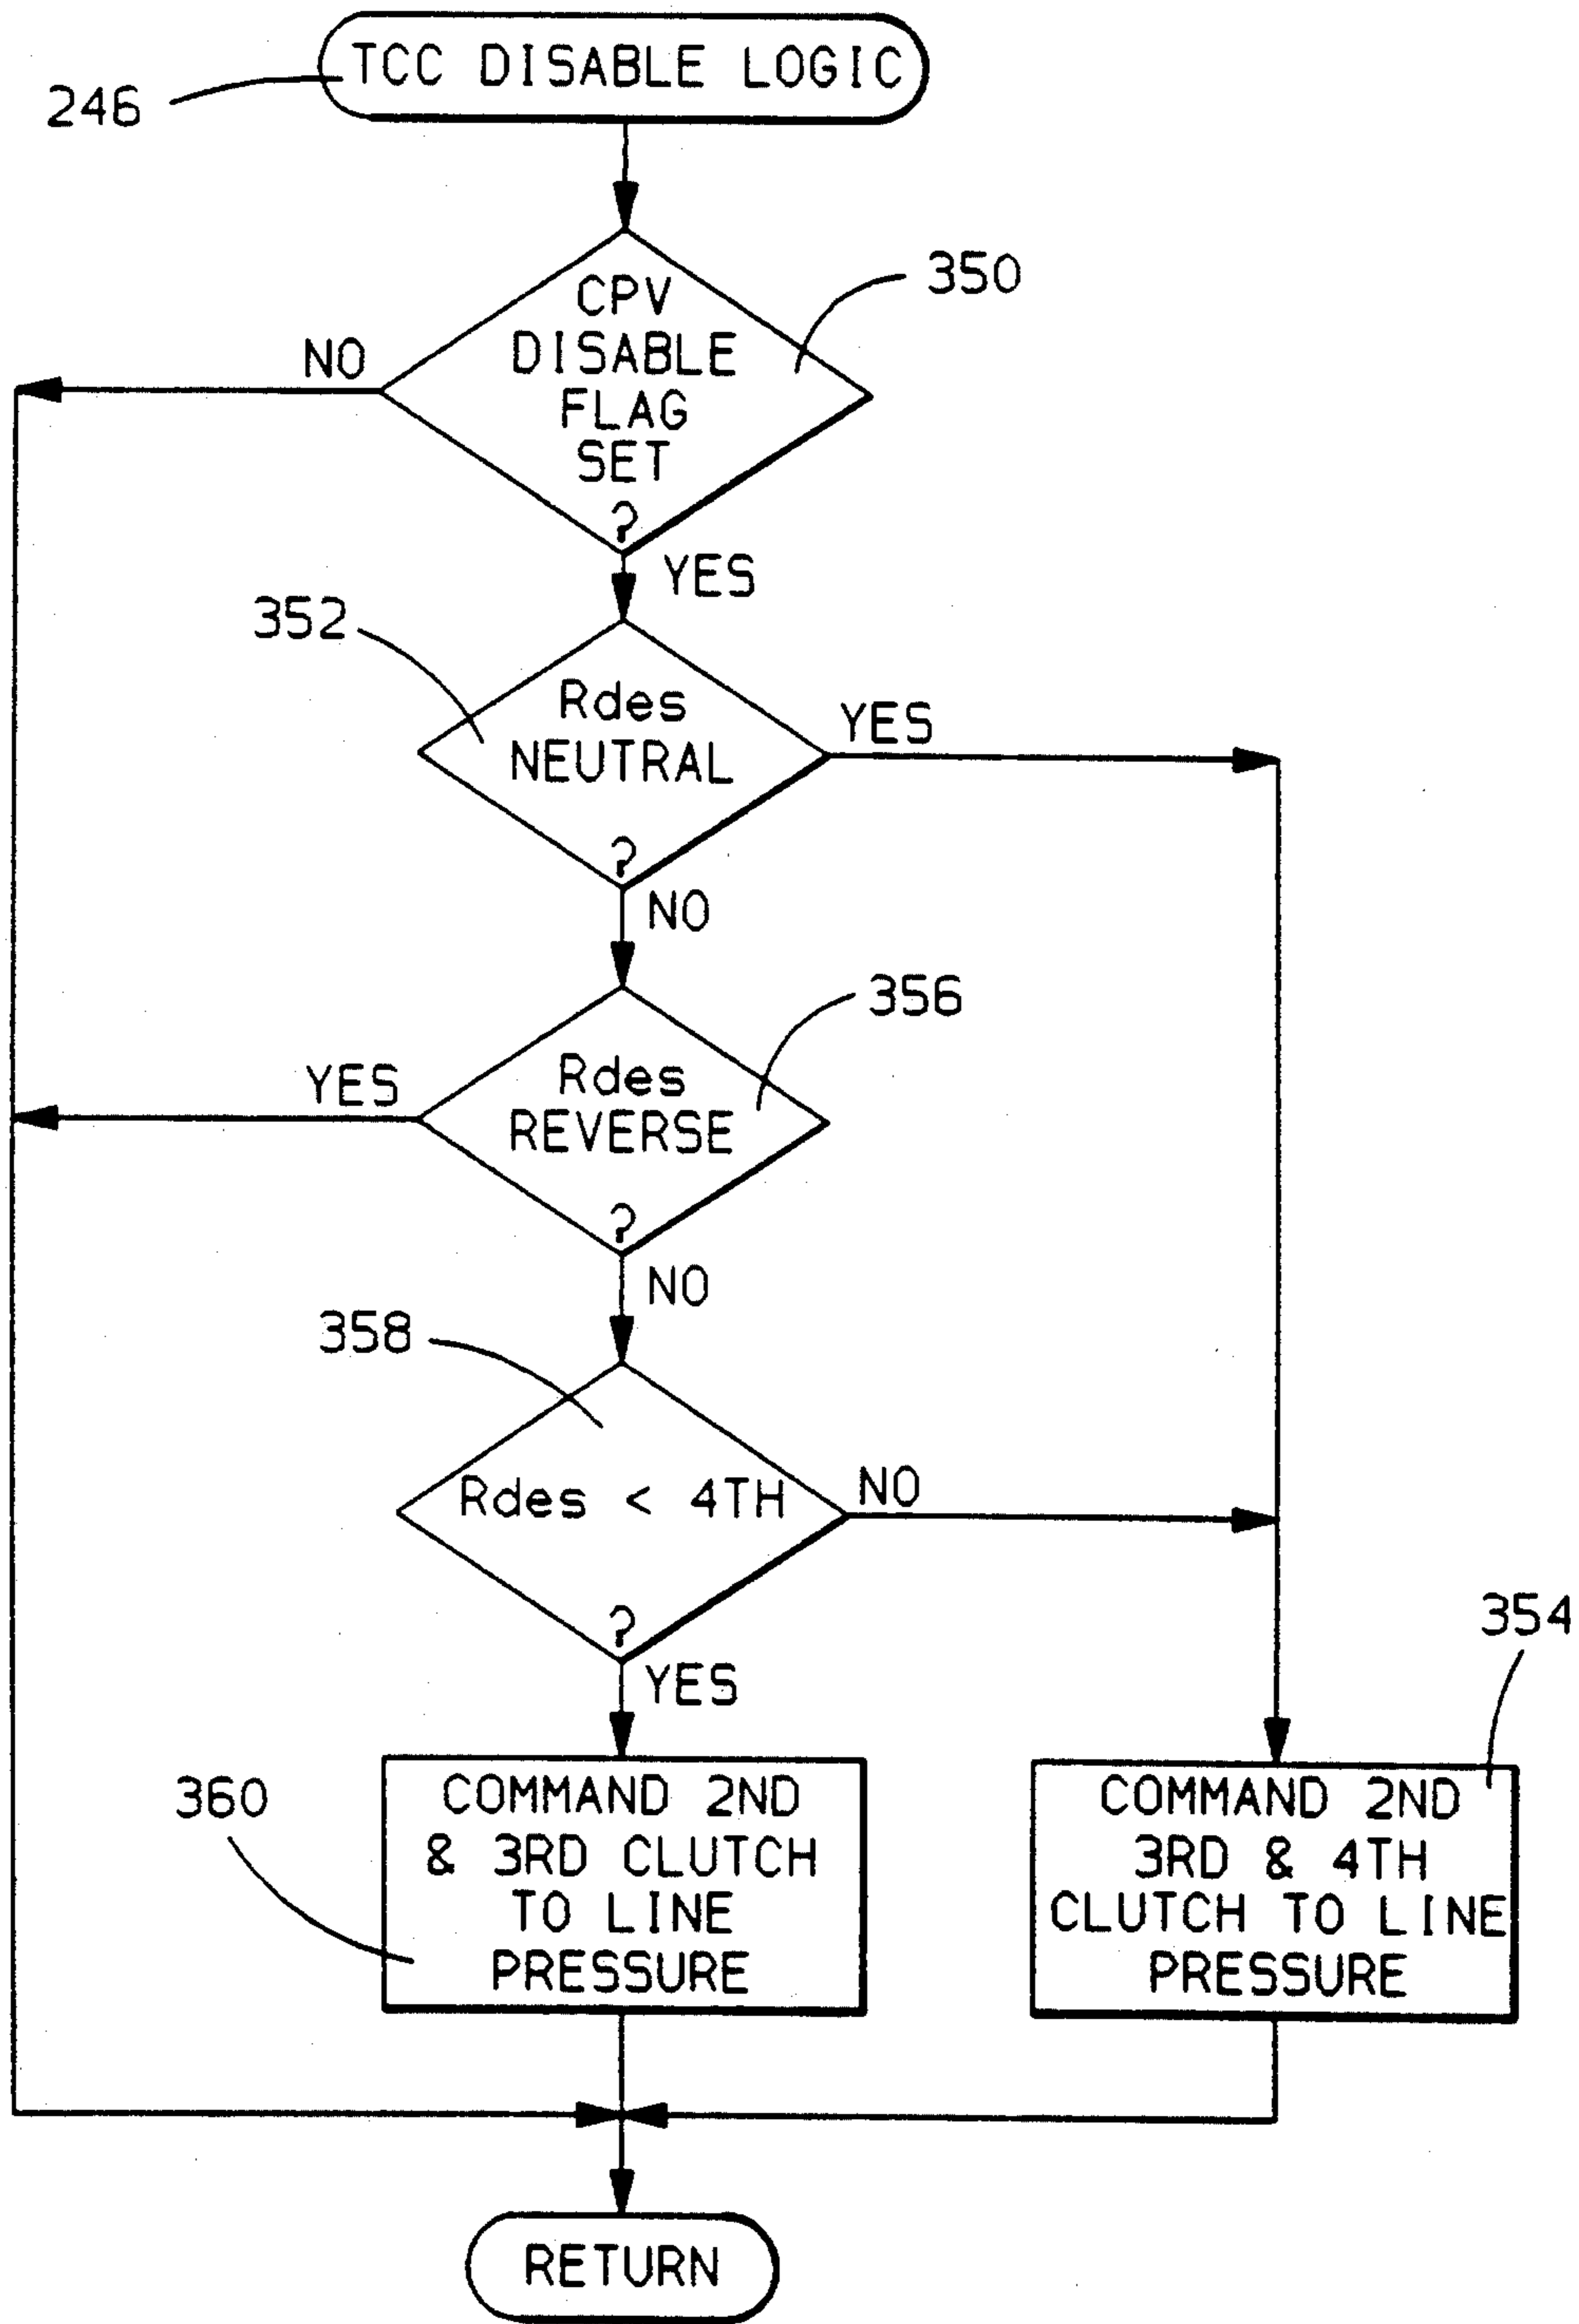 TCC DISABLE LOGIC
246
CPV
DISABLE
FLAG
SET
?
350
NO
YES
352
Rdes
NEUTRAL
?
YES
NO
356
Rdes
REVERSE
?
YES
NO
358
Rdes < 4TH
?
NO
YES
354
360
COMMAND 2ND
& 3RD CLUTCH
TO LINE
PRESSURE
COMMAND 2ND
3RD & 4TH
CLUTCH TO LINE
PRESSURE
RETURN